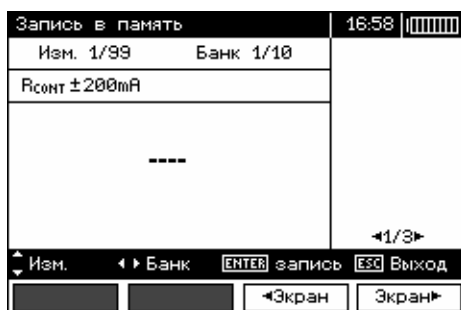 Запись в память 16:58
Изм. 1/99 Банк 1/10
RCONT ±200mA
----
◄1/3►
Изм. Банк ENTER запись ESC Выход
◄Экран Экран►